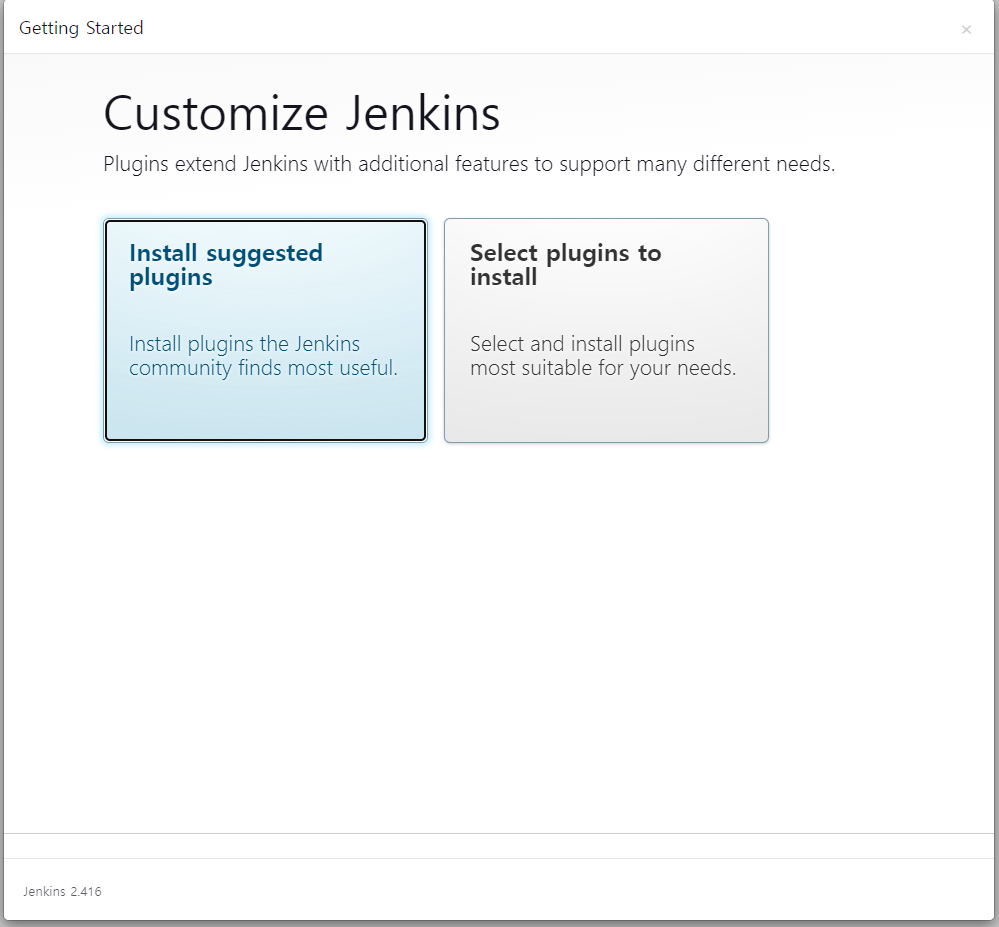 Getting Started
×
Customize Jenkins
Plugins extend Jenkins with additional features to support many different needs.
Install suggested
plugins
Install plugins the Jenkins
community finds most useful.
Select plugins to
install
Select and install plugins
most suitable for your needs.
Jenkins 2.416